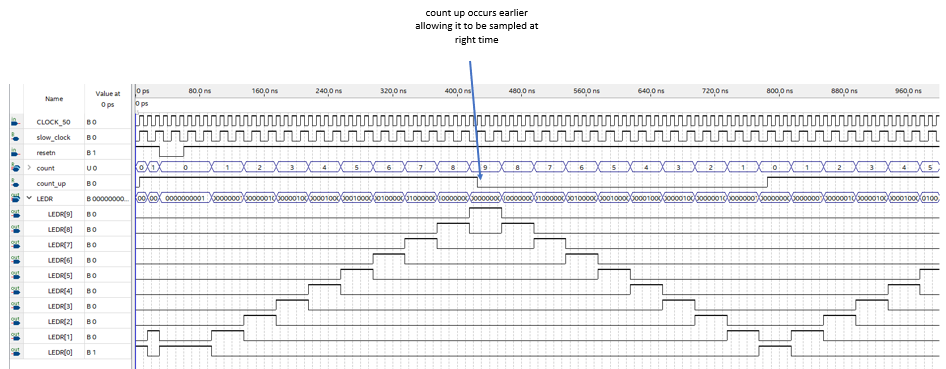 count up occurs earlier
allowing it to be sampled at
right time
Name
Value at
0 ps
0 ps 80.0 ns 160.0 ns 240.0 ns 320.0 ns 400.0 ns 480.0 ns 560.0 ns 640.0 ns 720.0 ns 800.0 ns 880.0 ns 960.0 ns
0 ps
CLOCK_50 B 0
slow_clock B 0
resetn B 1
count U 0 0 1 0 1 2 3 4 5 6 7 8 9 8 7 6 5 4 3 2 1 0 1 2 3 4 5
count_up B 0
LEDR B 00000000... 0000000001
LEDR[9] B 0
LEDR[8] B 0
LEDR[7] B 0
LEDR[6] B 0
LEDR[5] B 0
LEDR[4] B 0
LEDR[3] B 0
LEDR[2] B 0
LEDR[1] B 0
LEDR[0] B 1